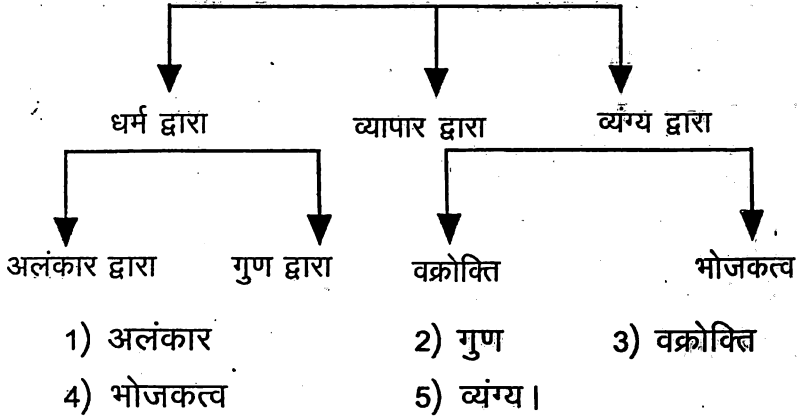 धर्म द्वारा व्यापार द्वारा व्यंग्य द्वारा
अलंकार द्वारा गुण द्वारा वक्रोक्ति भोजकत्व
1) अलंकार 2) गुण 3) वक्रोक्ति
4) भोजकत्व 5) व्यंग्य।